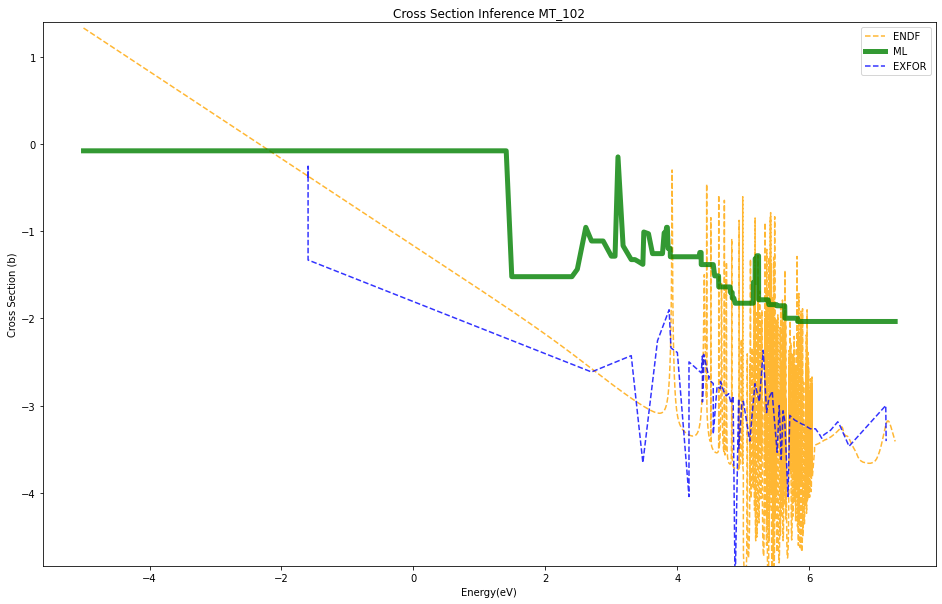 Cross Section Inference MT_102
ENDF
ML
EXFOR
Cross Section (b)
1
0
−1
−2
−3
−4
−4
−2
0
2
4
6
Energy(eV)